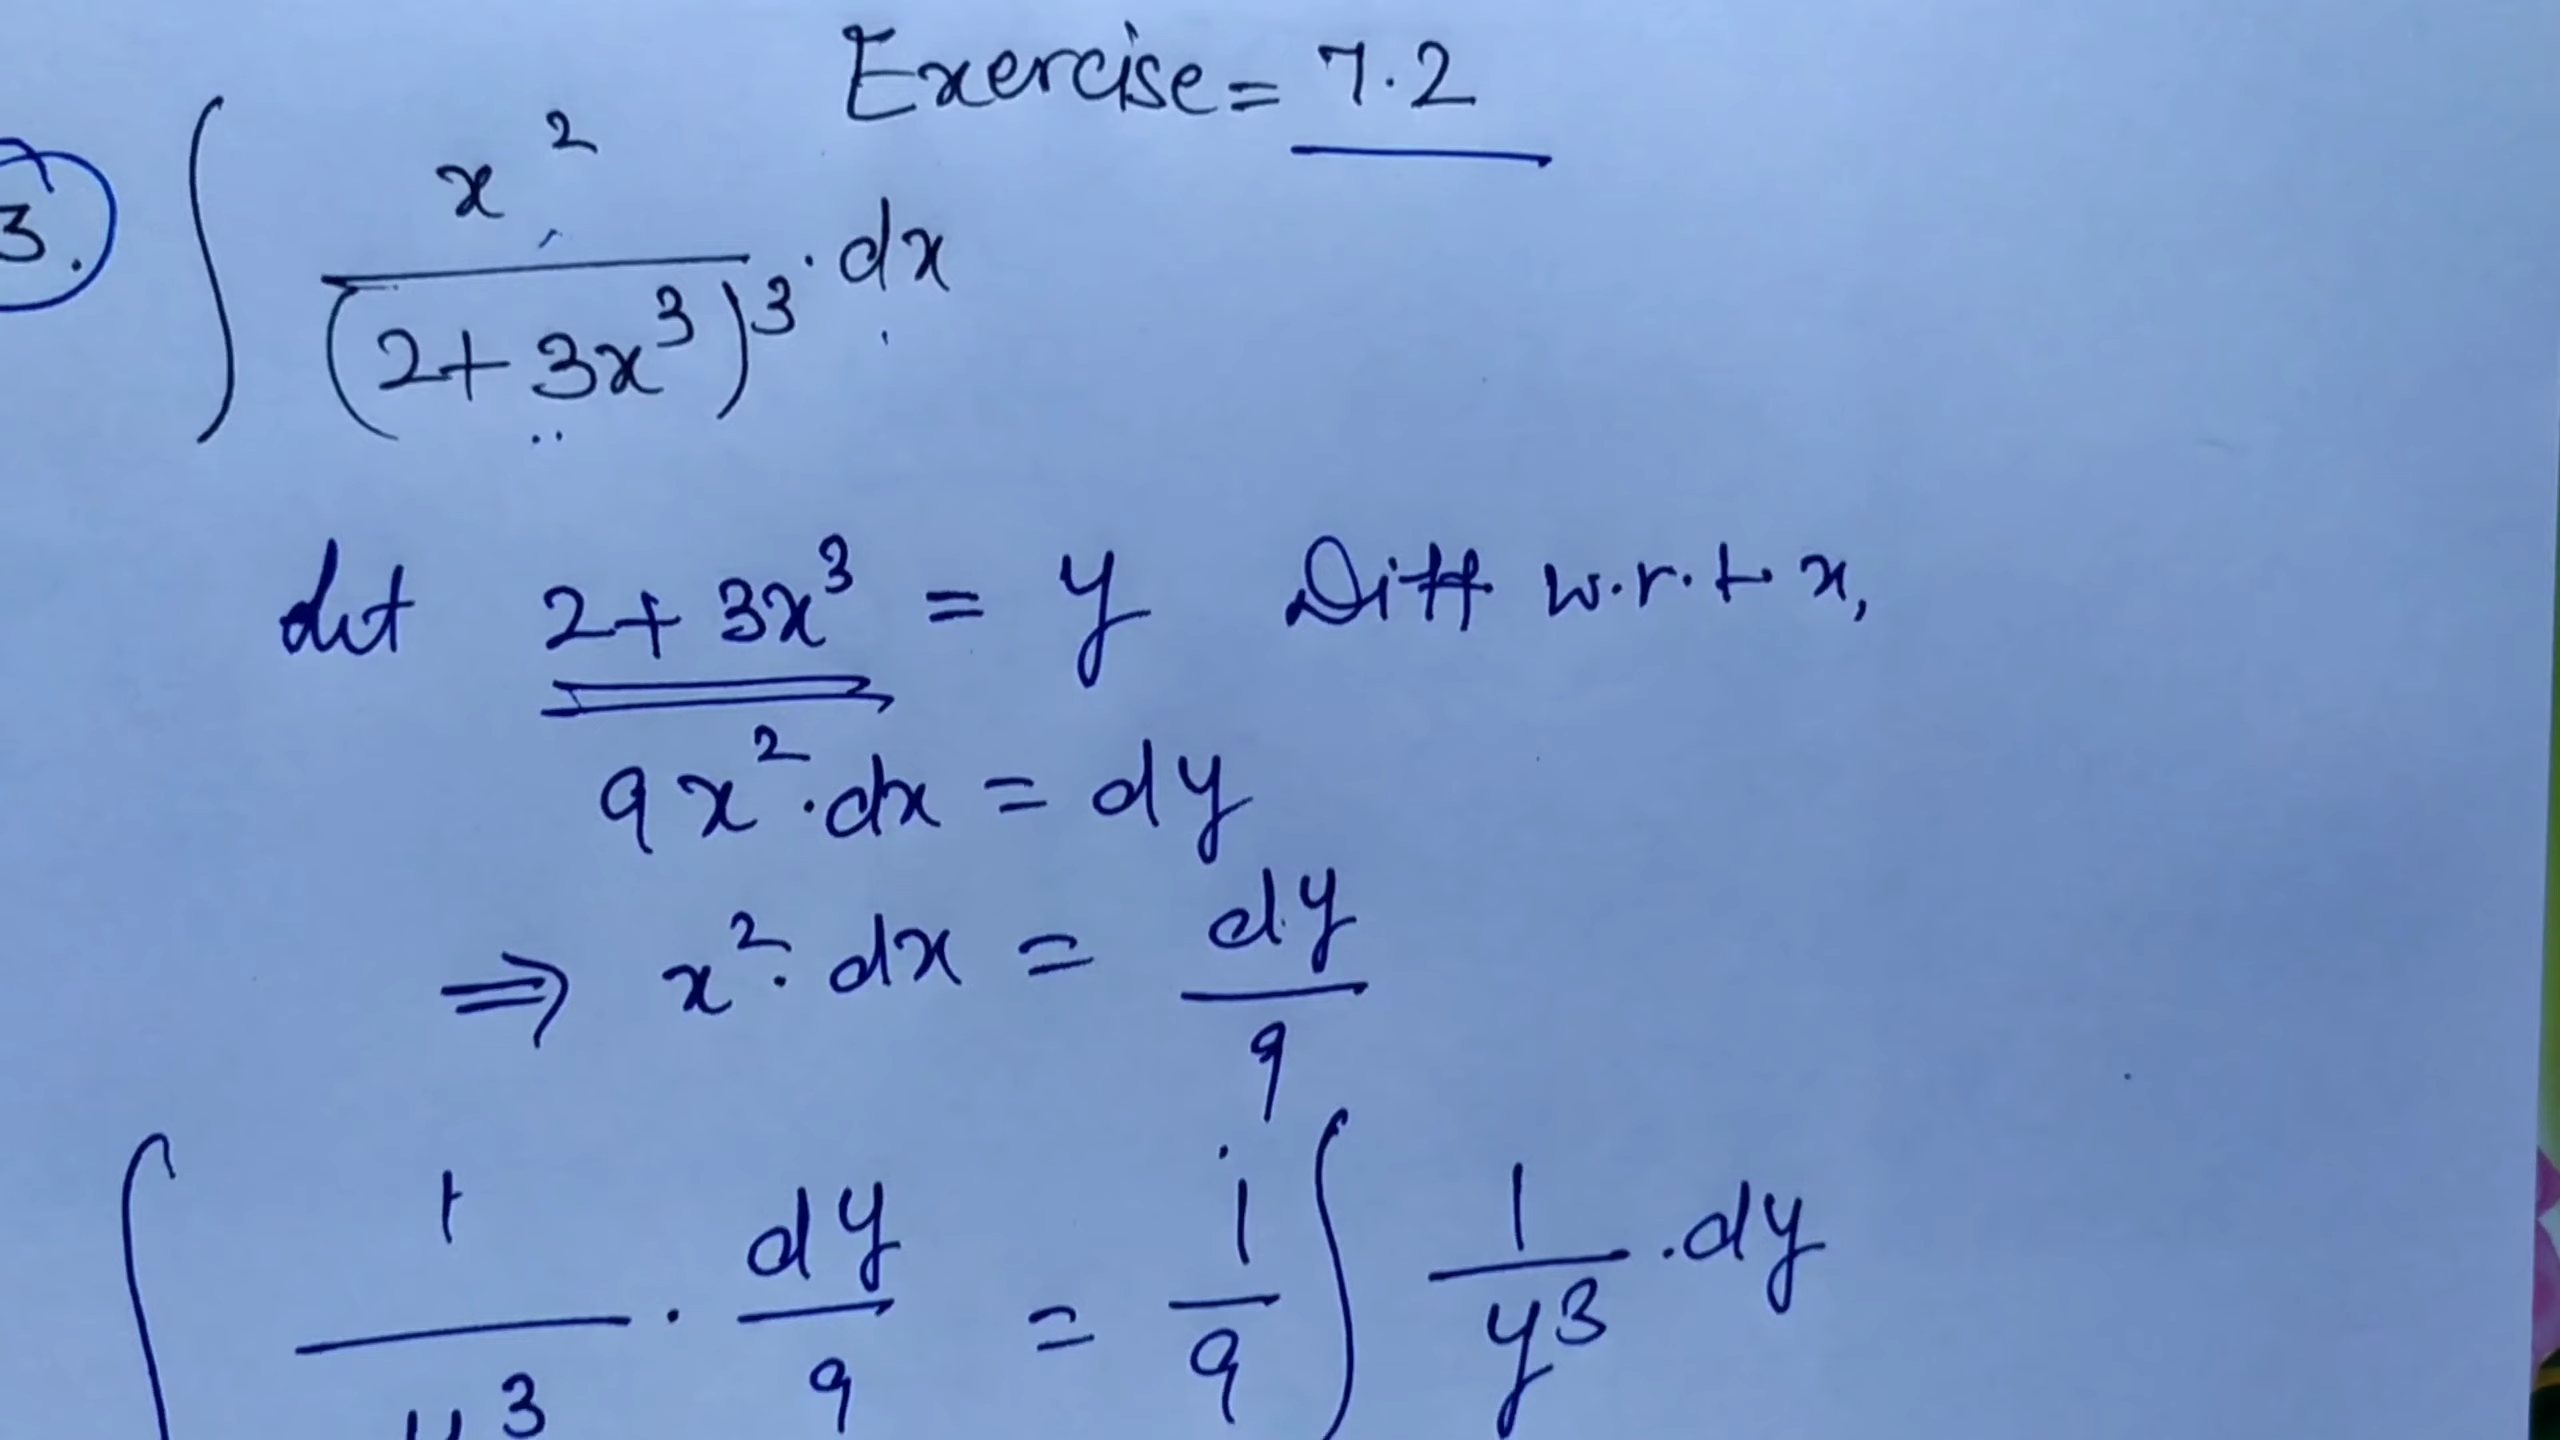 Exercise = 7.2
3. ∫ x² / (2+3x³)³ · dx
Let 2+3x³ = y Diff w.r.t x,
9x² · dx = dy
⇒ x² · dx = dy/9
∫ 1/y³ · dy/9 = 1/9 ∫ 1/y³ · dy